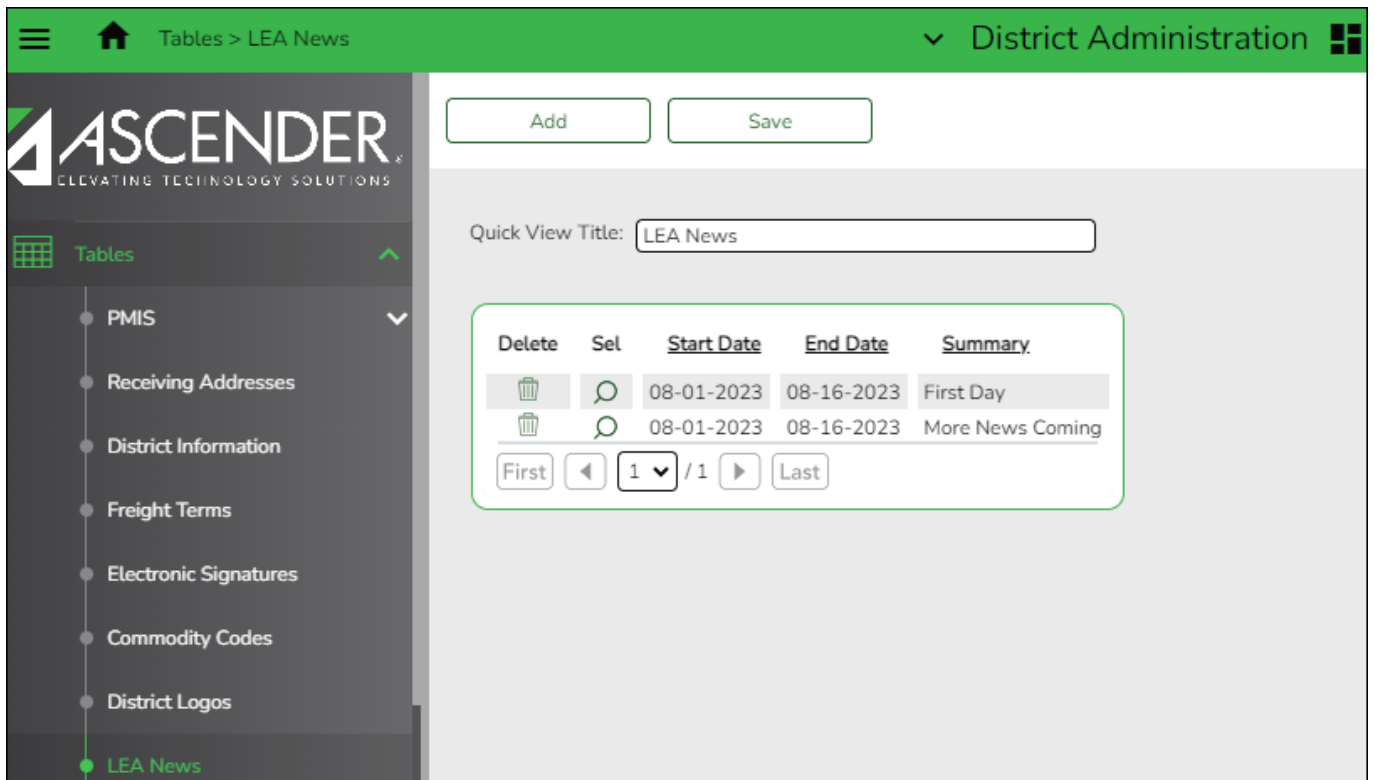 Tables > LEA News
District Administration
ASCENDER
ELEVATING TECHNOLOGY SOLUTIONS
Tables
PMIS
Receiving Addresses
District Information
Freight Terms
Electronic Signatures
Commodity Codes
District Logos
LEA News
Add Save
Quick View Title: LEA News
Delete Sel Start Date End Date Summary
08-01-2023 08-16-2023 First Day
08-01-2023 08-16-2023 More News Coming
First 1 / 1 Last